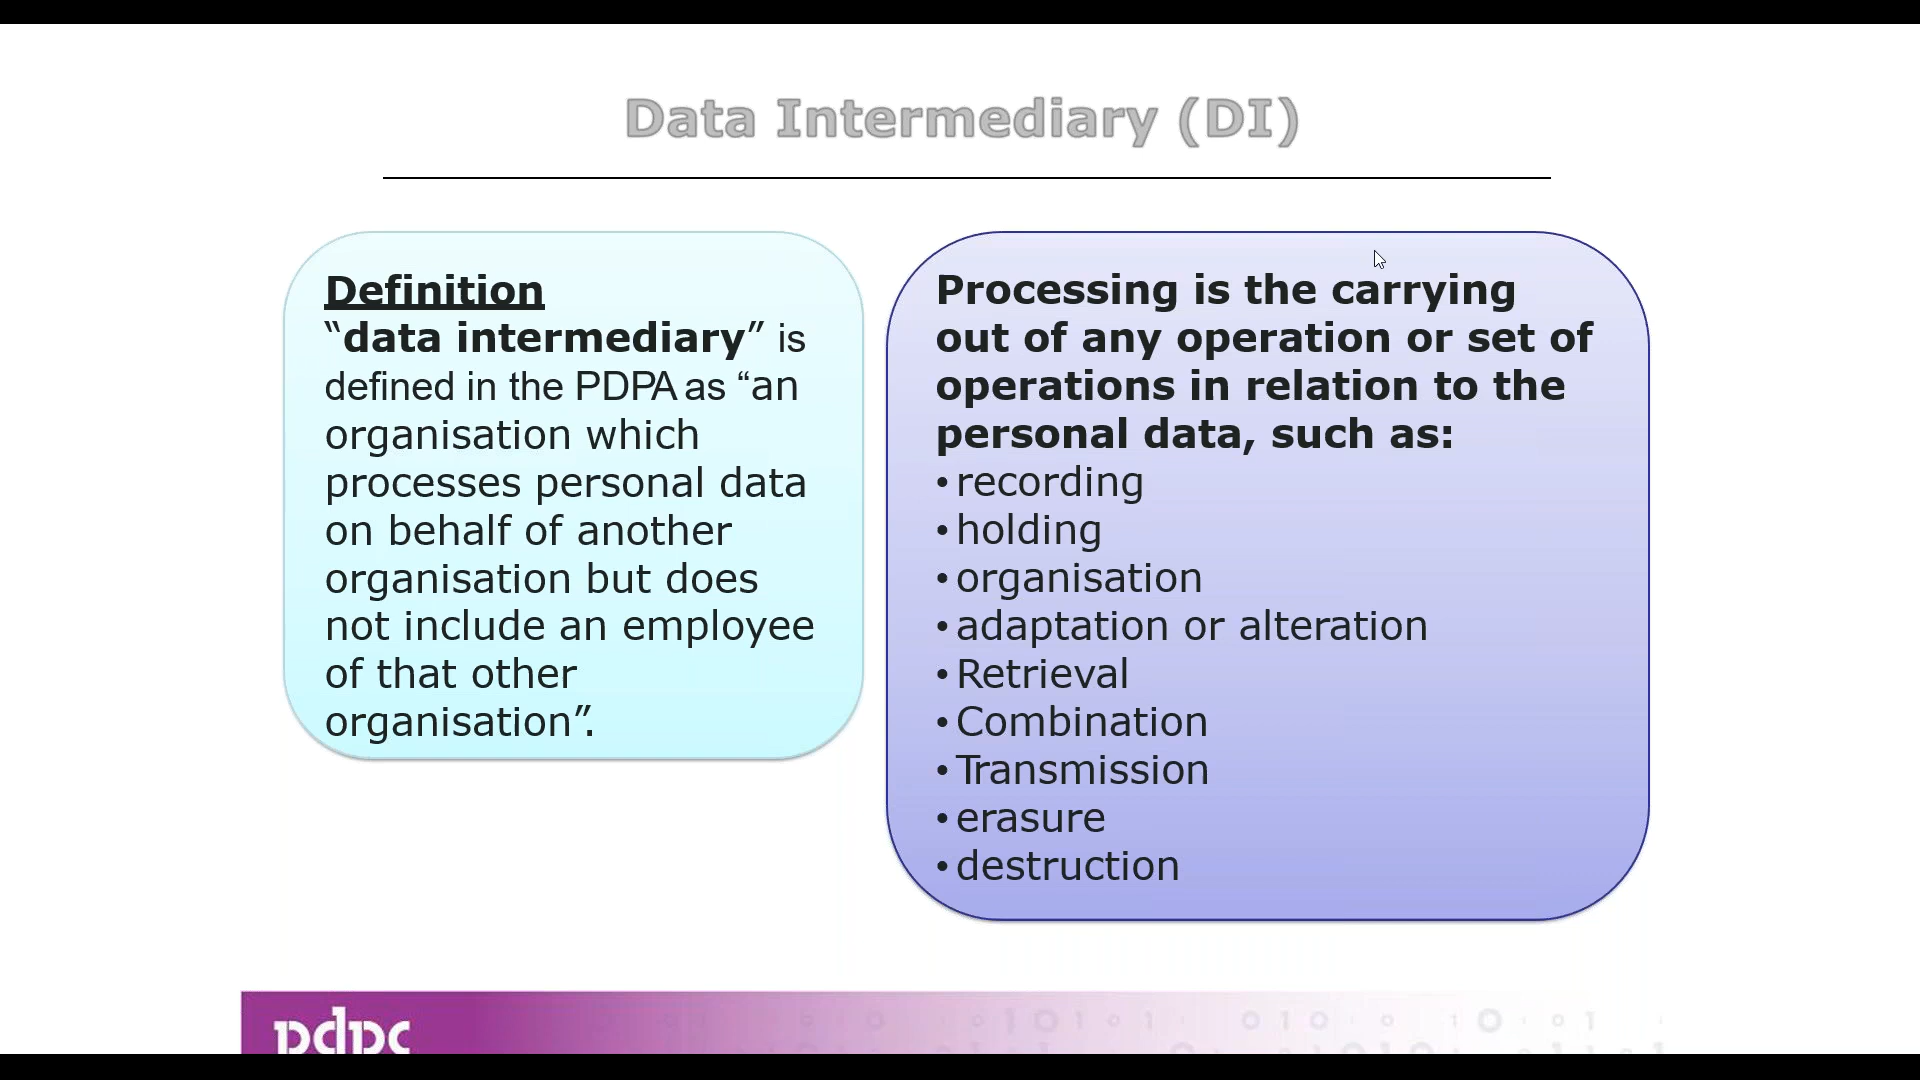 Data Intermediary (DI)
Definition
“data intermediary” is
defined in the PDPA as “an
organisation which
processes personal data
on behalf of another
organisation but does
not include an employee
of that other
organisation”.
Processing is the carrying
out of any operation or set of
operations in relation to the
personal data, such as:
• recording
• holding
• organisation
• adaptation or alteration
• Retrieval
• Combination
• Transmission
• erasure
• destruction
pdpc